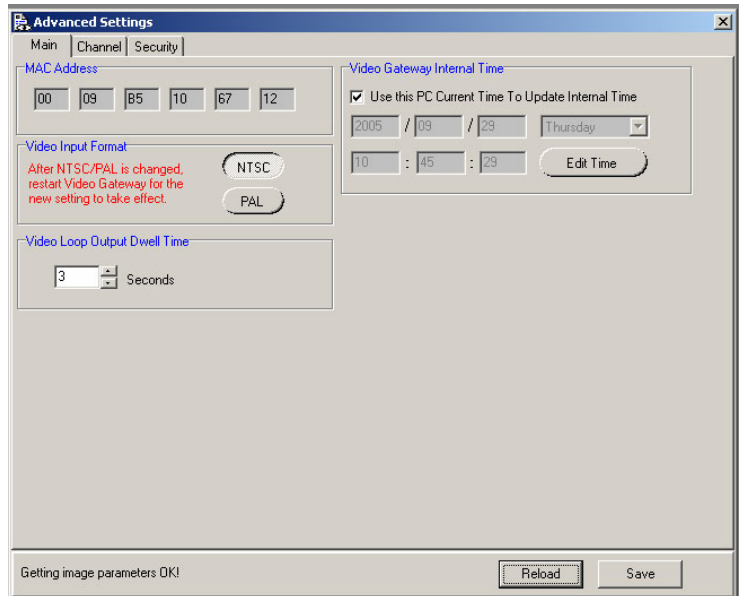 Advanced Settings
Main Channel Security
MAC Address
00 09 B5 10 67 12
Video Input Format
After NTSC/PAL is changed,
restart Video Gateway for the
new setting to take effect.
NTSC
PAL
Video Loop Output Dwell Time
3 Seconds
Video Gateway Internal Time
Use this PC Current Time To Update Internal Time
2005 / 09 / 29 Thursday
10 : 45 : 29 Edit Time
Getting image parameters OK!
Reload Save